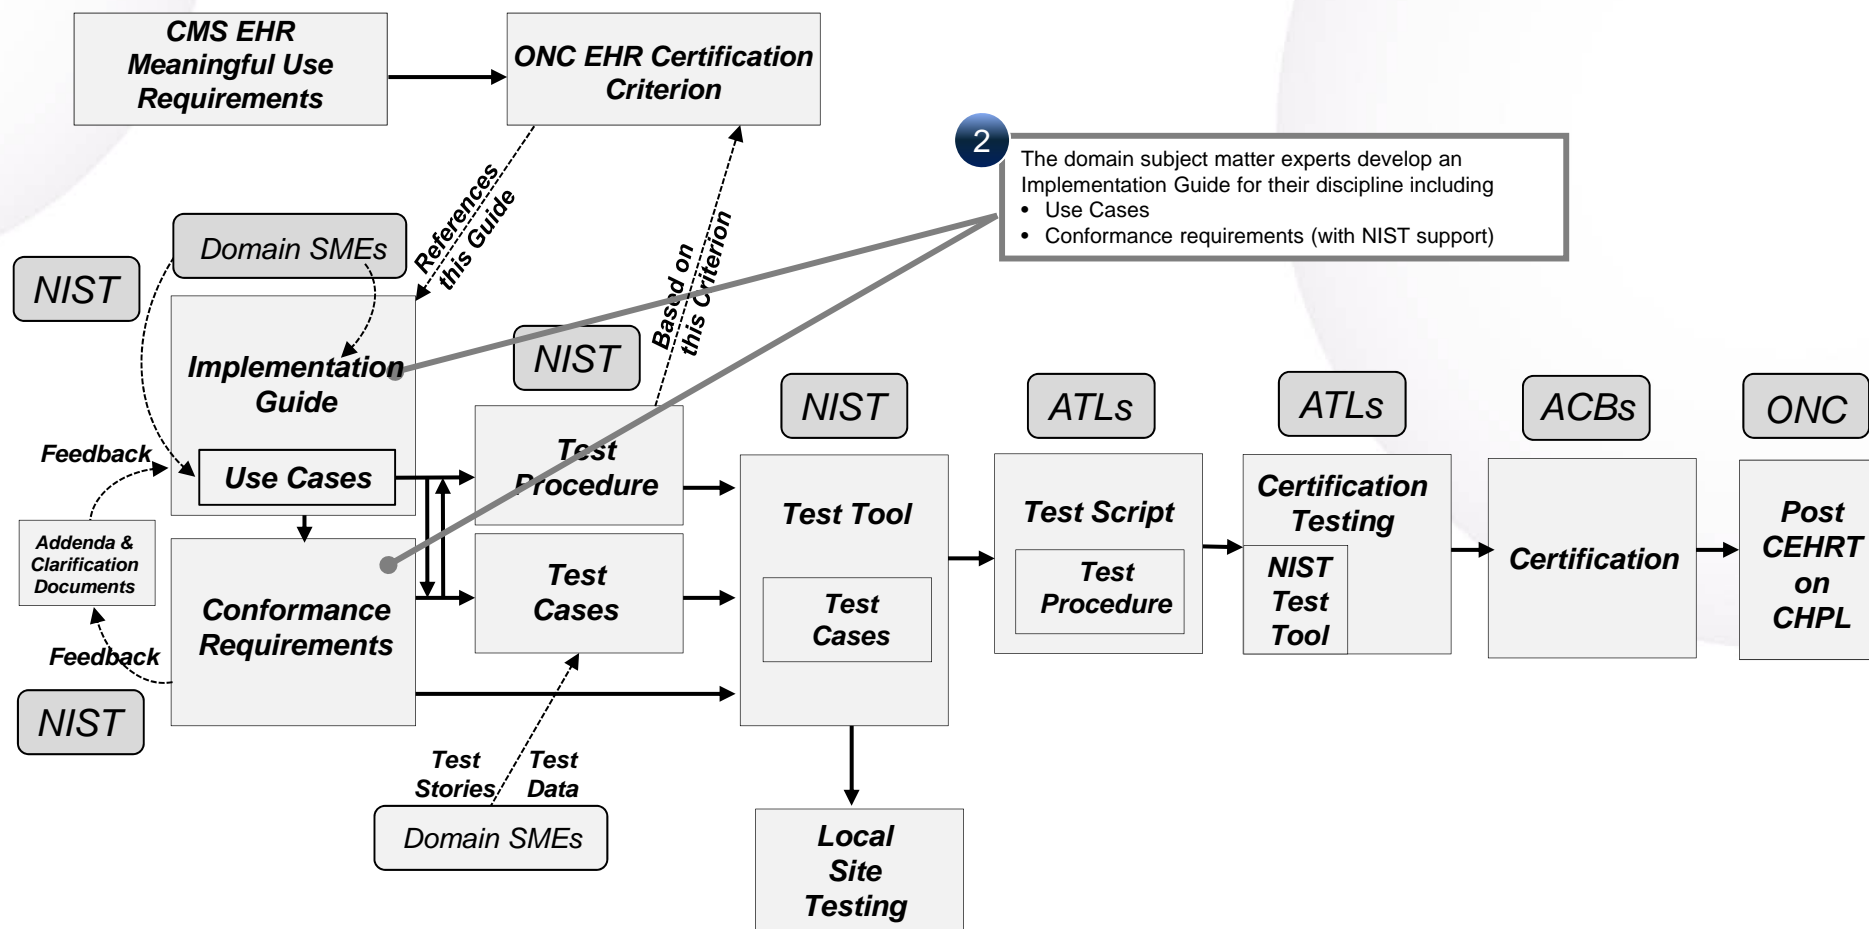 CMS EHR
Meaningful Use
Requirements
ONC EHR Certification
Criterion
2
The domain subject matter experts develop an
Implementation Guide for their discipline including
• Use Cases
• Conformance requirements (with NIST support)
References
this Guide
Based on
this Criterion
Domain SMEs
NIST
Implementation
Guide
Use Cases
Feedback
Addenda &
Clarification
Documents
Feedback
NIST
Conformance
Requirements
NIST
Test
Procedure
Test
Cases
Test
Stories
Test
Data
Domain SMEs
NIST
Test Tool
Test
Cases
Local
Site
Testing
ATLs
Test Script
Test
Procedure
ATLs
Certification
Testing
NIST
Test
Tool
ACBs
Certification
ONC
Post
CEHRT
on
CHPL